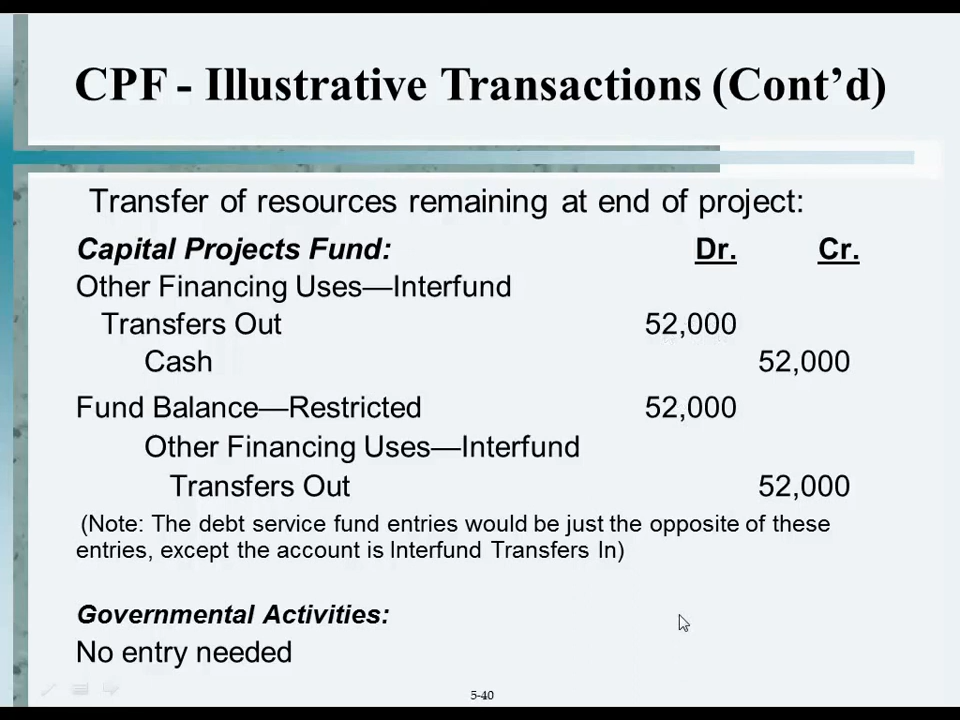 CPF - Illustrative Transactions (Cont’d)
Transfer of resources remaining at end of project:
Capital Projects Fund: Dr. Cr.
Other Financing Uses—Interfund
Transfers Out 52,000
Cash 52,000
Fund Balance—Restricted 52,000
Other Financing Uses—Interfund
Transfers Out 52,000
(Note: The debt service fund entries would be just the opposite of these
entries, except the account is Interfund Transfers In)
Governmental Activities:
No entry needed
5-40